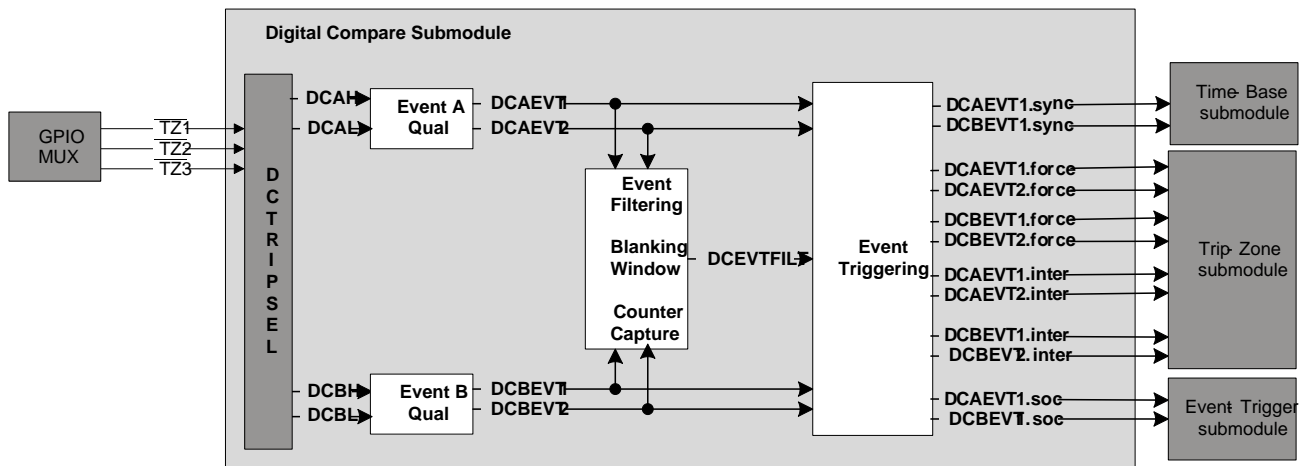 Digital Compare Submodule
GPIO
MUX
TZ1
TZ2
TZ3
D
C
T
R
I
P
S
E
L
DCAH
DCAL
Event A
Qual
DCAEVT1
DCAEVT2
Event
Filtering
Blanking
Window
Counter
Capture
DCEVTFILT
DCBH
DCBL
Event B
Qual
DCBEVT1
DCBEVT2
Event
Triggering
DCAEVT1.sync
DCBEVT1.sync
DCAEVT1.force
DCAEVT2.force
DCBEVT1.force
DCBEVT2.force
DCAEVT1.inter
DCAEVT2.inter
DCBEVT1.inter
DCBEVT2.inter
DCAEVT1.soc
DCBEVT1.soc
Time-Base
submodule
Trip-Zone
submodule
Event-Trigger
submodule